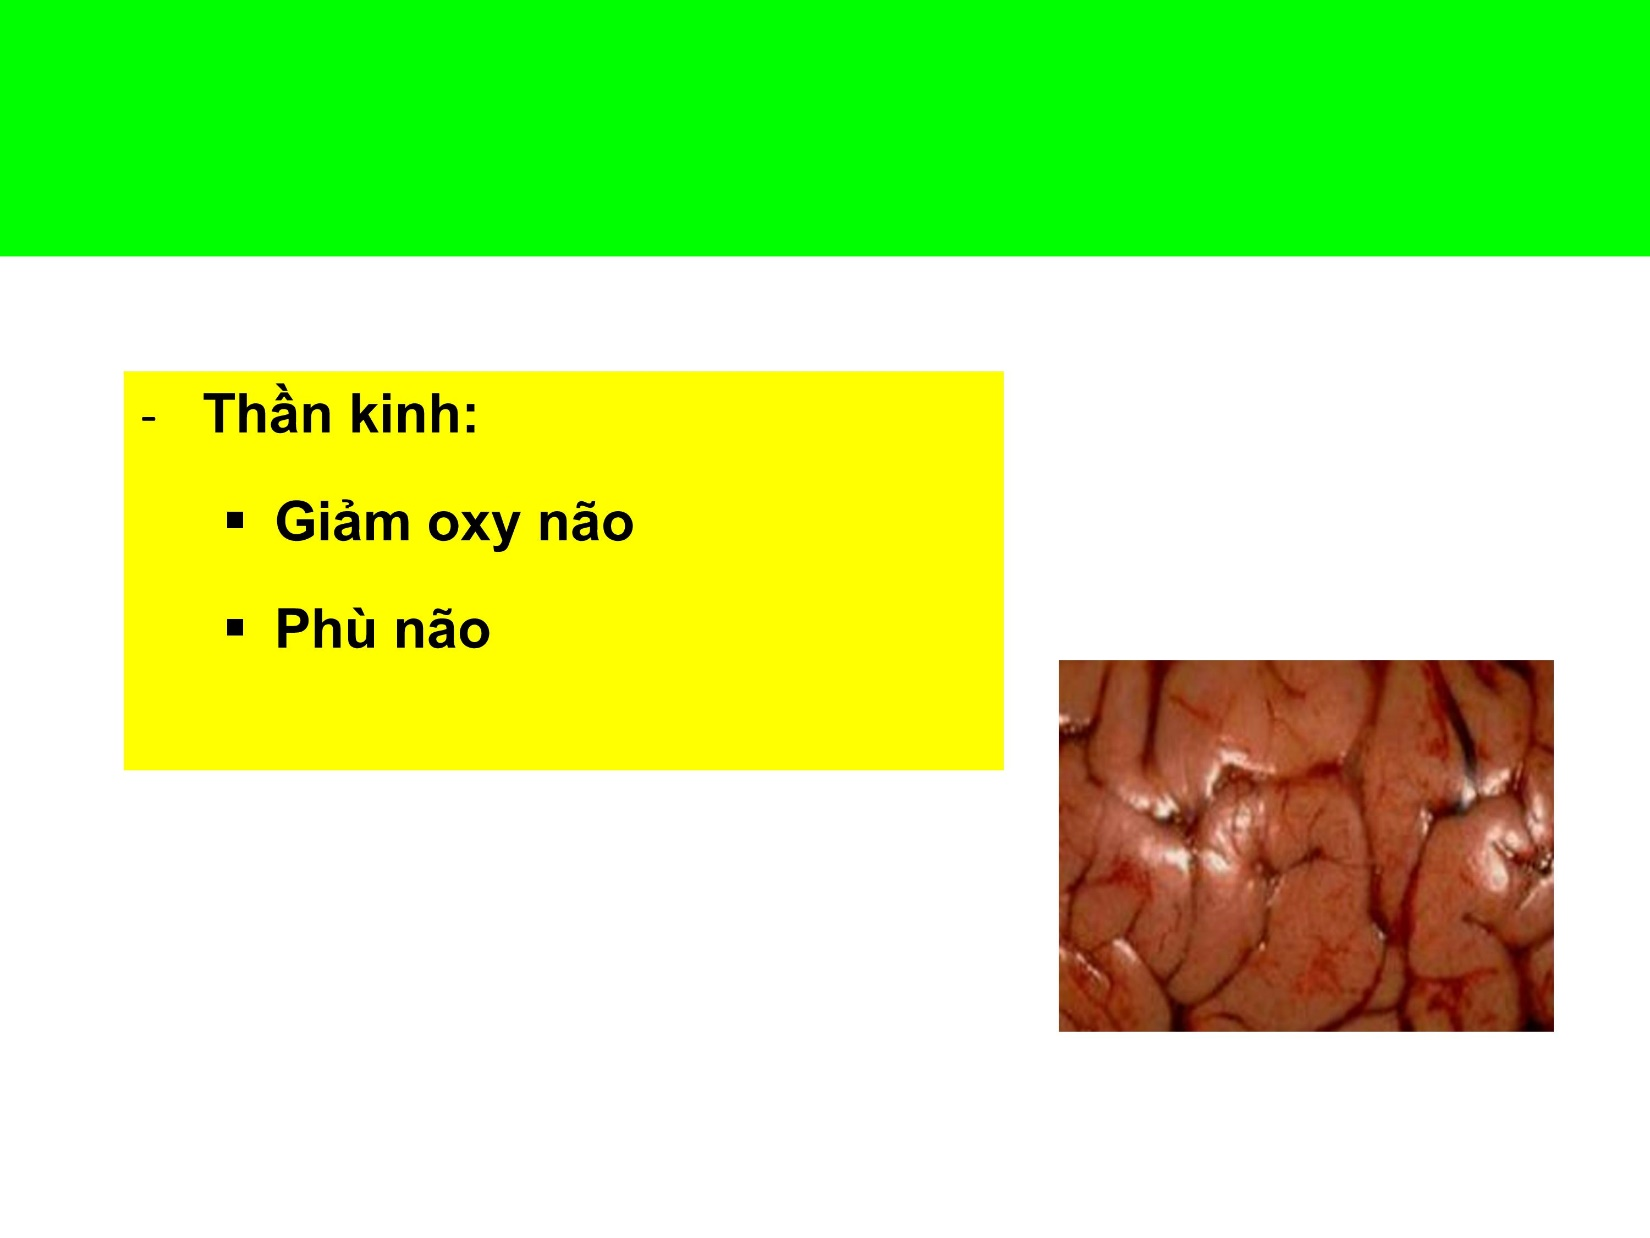 - Thần kinh:
▪ Giảm oxy não
▪ Phù não